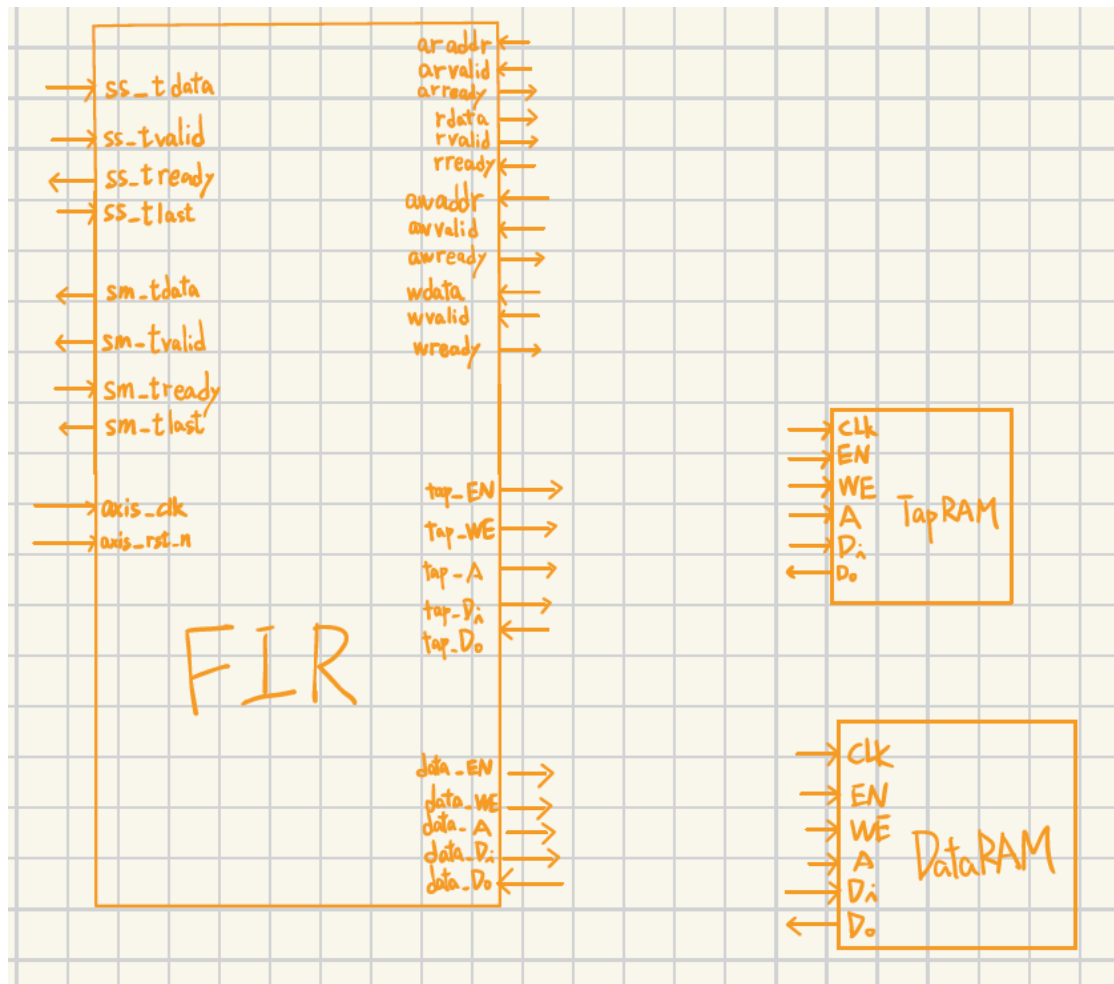 ss_tdata
ss_tvalid
ss_tready
ss_tlast
sm_tdata
sm_tvalid
sm_tready
sm_tlast
axis_clk
axis_rst_n
FIR
araddr
arvalid
arready
rdata
rvalid
rready
awaddr
awvalid
awready
wdata
wvalid
wready
tap_EN
tap_WE
tap_A
tap_Di
tap_Do
data_EN
data_WE
data_A
data_Di
data_Do
CLK
EN
WE
A
Di
Do
TapRAM
CLK
EN
WE
A
Di
Do
DataRAM